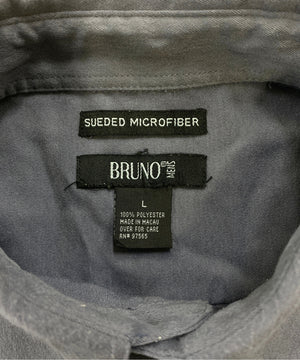 SUEDED MICROFIBER
BRUNO MENS
L
100% POLYESTER
MADE IN MACAU
OVER FOR CARE
RN# 97565